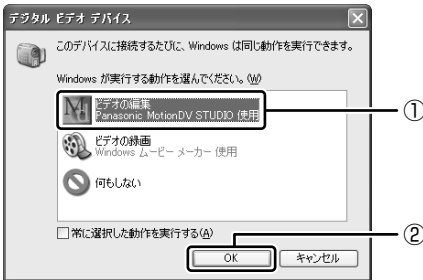 デジタル ビデオ デバイス
このデバイスに接続するたびに、Windows は同じ動作を実行できます。
Windows が実行する動作を選んでください。(W)
ビデオの編集
Panasonic MotionDV STUDIO 使用
①
ビデオの録画
Windows ムービー メーカー 使用
何もしない
常に選択した動作を実行する(A)
②
OK
キャンセル